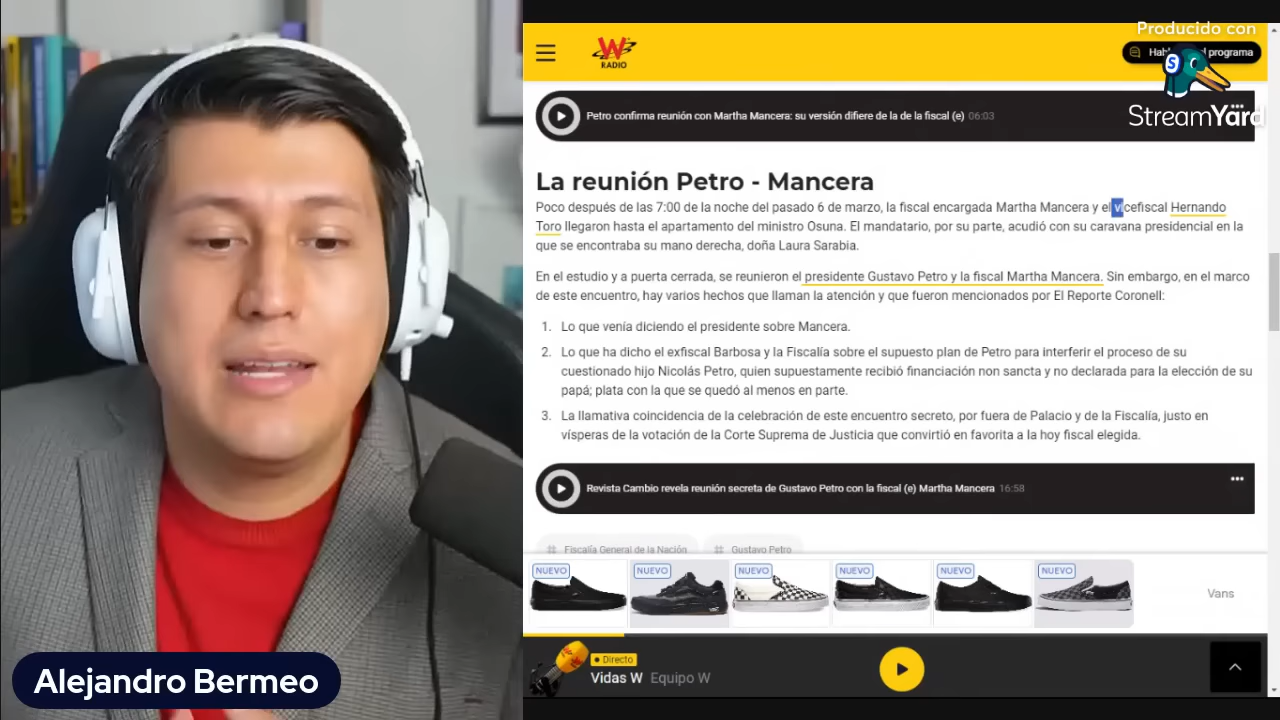 Producido con
StreamYard
W
RADIO
Petro confirma reunión con Martha Mancera: su versión difiere de la de la fiscal (e) 06:03
La reunión Petro - Mancera
Poco después de las 7:00 de la noche del pasado 6 de marzo, la fiscal encargada Martha Mancera y el vicefiscal Hernando
Toro llegaron hasta el apartamento del ministro Osuna. El mandatario, por su parte, acudió con su caravana presidencial en la
que se encontraba su mano derecha, doña Laura Sarabia.
En el estudio y a puerta cerrada, se reunieron el presidente Gustavo Petro y la fiscal Martha Mancera. Sin embargo, en el marco
de este encuentro, hay varios hechos que llaman la atención y que fueron mencionados por El Reporte Coronell:
1. Lo que venía diciendo el presidente sobre Mancera.
2. Lo que ha dicho el exfiscal Barbosa y la Fiscalía sobre el supuesto plan de Petro para interferir el proceso de su
cuestionado hijo Nicolás Petro, quien supuestamente recibió financiación non sancta y no declarada para la elección de su
papá; plata con la que se quedó al menos en parte.
3. La llamativa coincidencia de la celebración de este encuentro secreto, por fuera de Palacio y de la Fiscalía, justo en
vísperas de la votación de la Corte Suprema de Justicia que convirtió en favorita a la hoy fiscal elegida.
Revista Cambio revela reunión secreta de Gustavo Petro con la fiscal (e) Martha Mancera 16:58
# Fiscalía General de la Nación # Gustavo Petro
NUEVO NUEVO NUEVO NUEVO NUEVO NUEVO
Vans
Directo
Vidas W Equipo W
Alejandro Bermeo